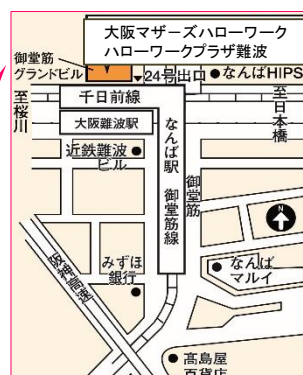 大阪マザーズハローワーク
ハローワークプラザ難波
御堂筋
グランドビル
24号出口
なんばHIPS
至桜川
千日前線
至日本橋
大阪難波駅
なんば駅 御堂筋線
御堂筋
近鉄難波
ビル
阪神高速
みずほ
銀行
なんば
マルイ
髙島屋
百貨店